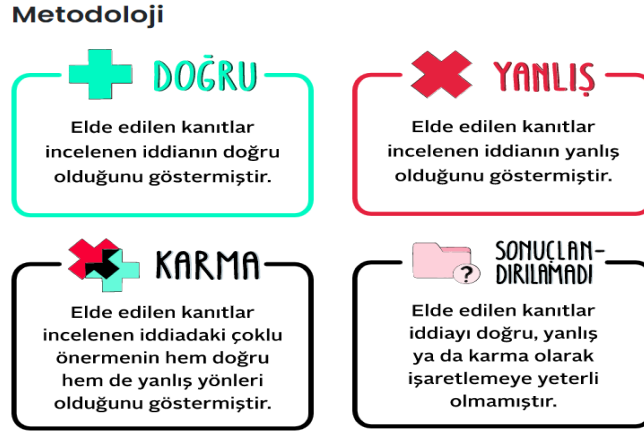 Metodoloji
DOĞRU
Elde edilen kanıtlar
incelenen iddianın doğru
olduğunu göstermiştir.
YANLIŞ
Elde edilen kanıtlar
incelenen iddianın yanlış
olduğunu göstermiştir.
KARMA
Elde edilen kanıtlar
incelenen iddiadaki çoklu
önermenin hem doğru
hem de yanlış yönleri
olduğunu göstermiştir.
?
SONUÇLAN-
DIRILAMADI
Elde edilen kanıtlar
iddiayı doğru, yanlış
ya da karma olarak
işaretlemeye yeterli
olmamıştır.